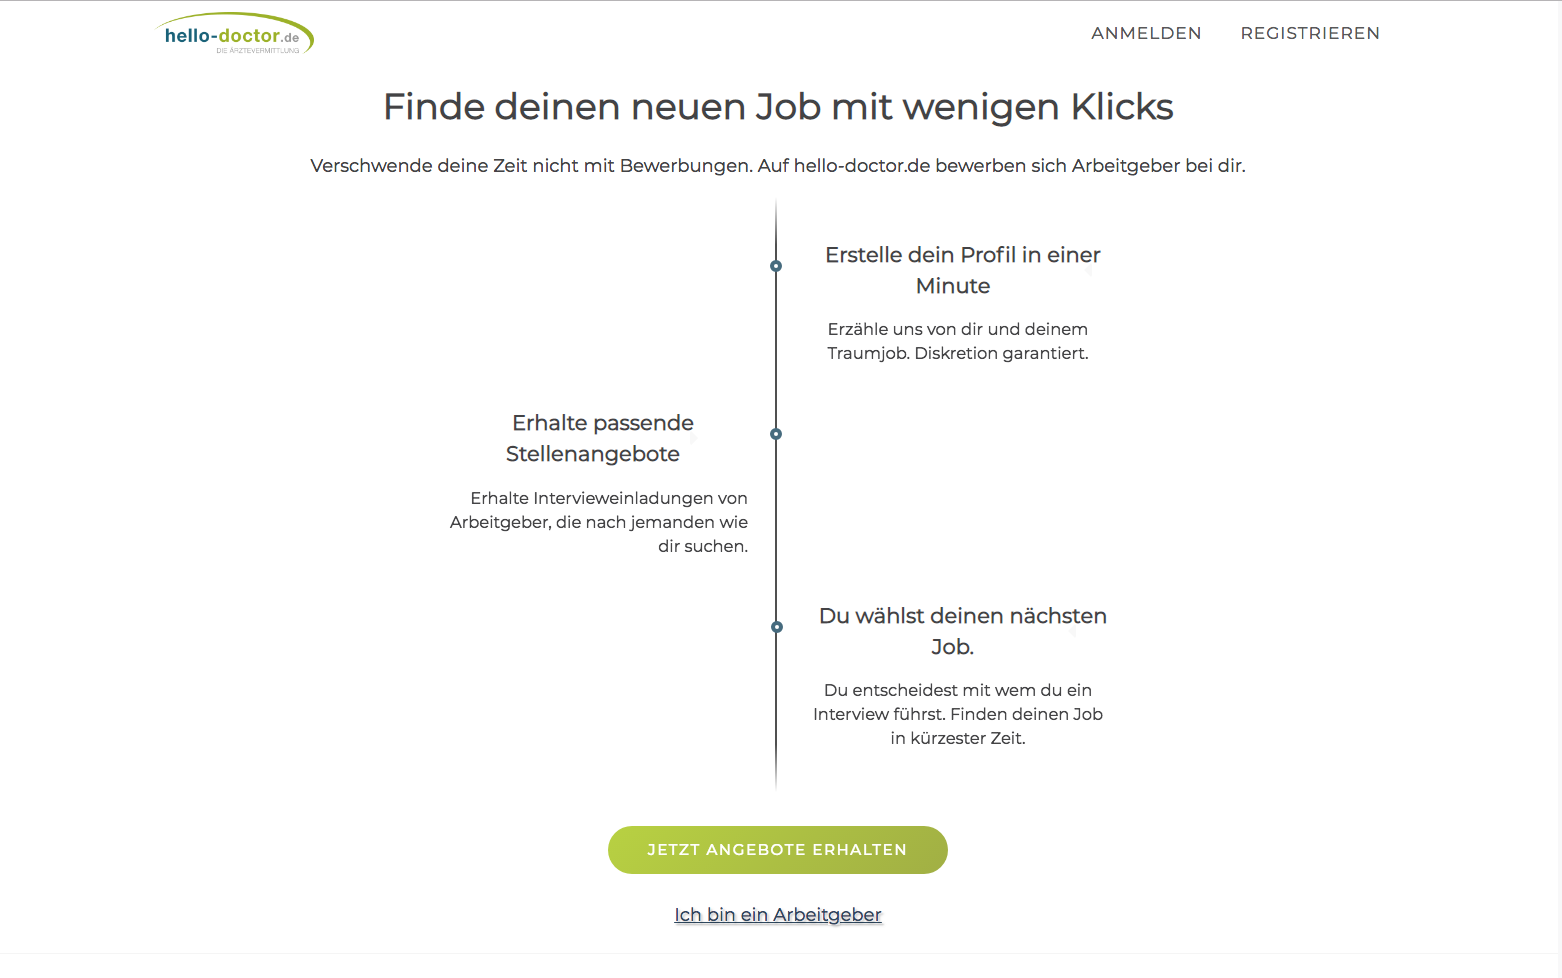 hello-doctor.de
DIE ÄRZTEVERMITTLUNG
ANMELDEN
REGISTRIEREN
Finde deinen neuen Job mit wenigen Klicks
Verschwende deine Zeit nicht mit Bewerbungen. Auf hello-doctor.de bewerben sich Arbeitgeber bei dir.
Erstelle dein Profil in einer
Minute
Erzähle uns von dir und deinem
Traumjob. Diskretion garantiert.
Erhalte passende
Stellenangebote
Erhalte Intervieweinladungen von
Arbeitgeber, die nach jemanden wie
dir suchen.
Du wählst deinen nächsten
Job.
Du entscheidest mit wem du ein
Interview führst. Finden deinen Job
in kürzester Zeit.
JETZT ANGEBOTE ERHALTEN
Ich bin ein Arbeitgeber